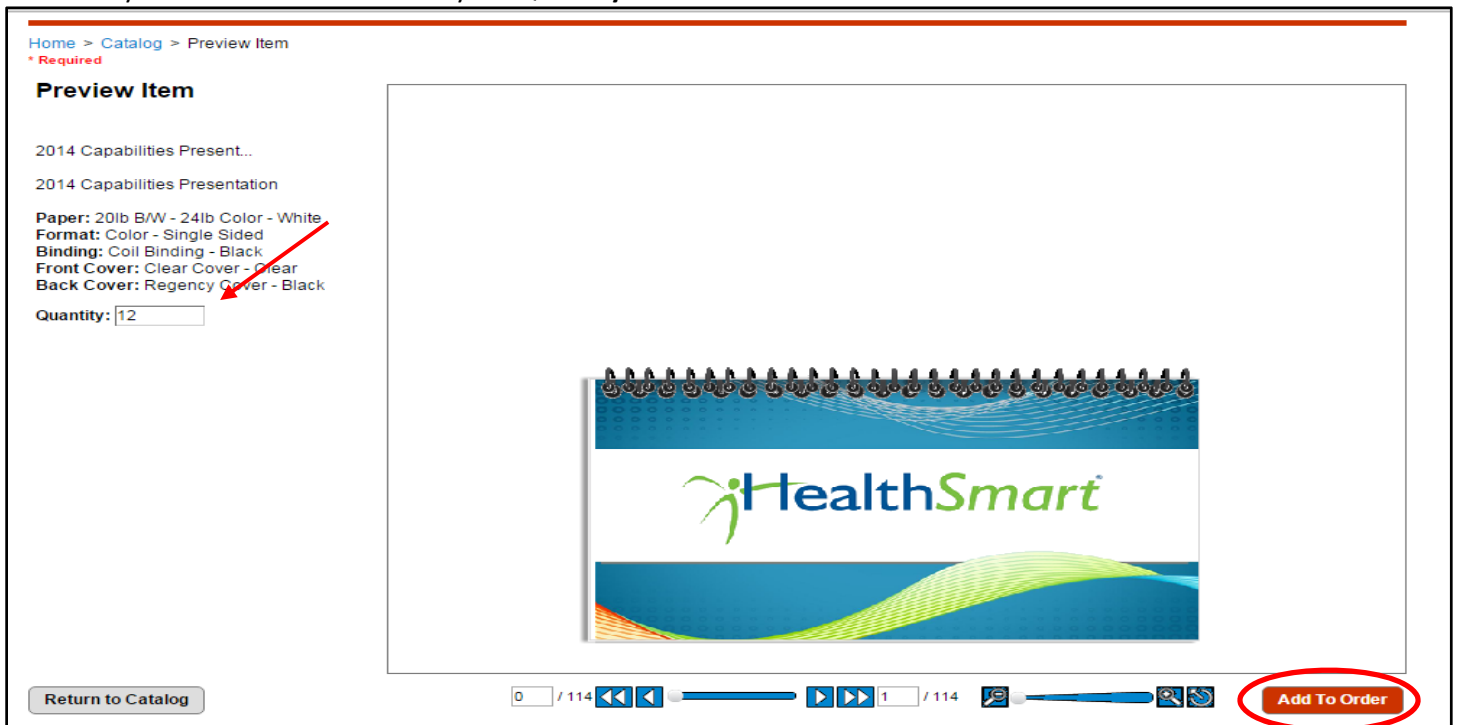 Home > Catalog > Preview Item
* Required
Preview Item
2014 Capabilities Present...
2014 Capabilities Presentation
Paper: 20lb B/W - 24lb Color - White
Format: Color - Single Sided
Binding: Coil Binding - Black
Front Cover: Clear Cover - Clear
Back Cover: Regency Cover - Black
Quantity: 12
HealthSmart
Return to Catalog
0 / 114 1 / 114
Add To Order